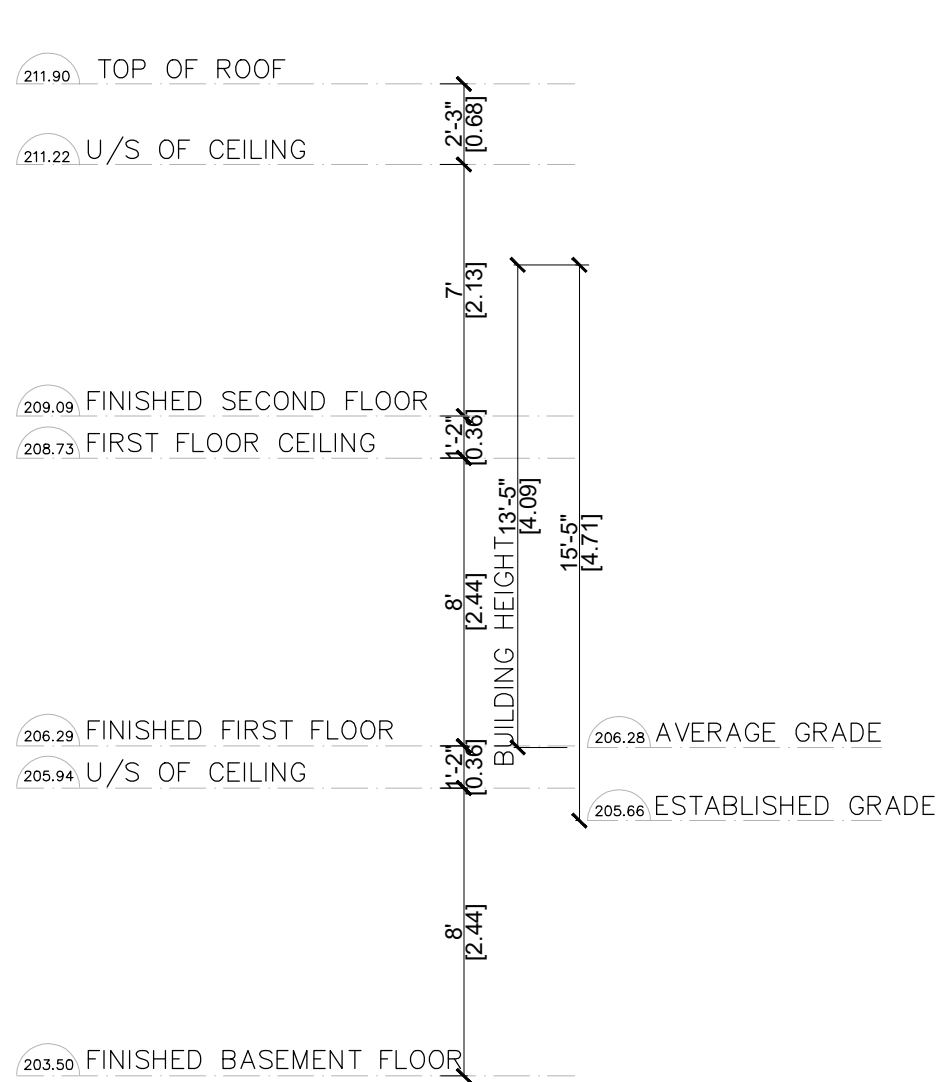 211.90 TOP OF ROOF
2'-3"
[0.68]
211.22 U/S OF CEILING
7'
[2.13]
209.09 FINISHED SECOND FLOOR
1'-2"
[0.36]
208.73 FIRST FLOOR CEILING
13'-5"
[4.09]
15'-5"
[4.71]
BUILDING HEIGHT
8'
[2.44]
206.29 FINISHED FIRST FLOOR
206.28 AVERAGE GRADE
1'-2"
[0.36]
205.94 U/S OF CEILING
205.66 ESTABLISHED GRADE
8'
[2.44]
203.50 FINISHED BASEMENT FLOOR